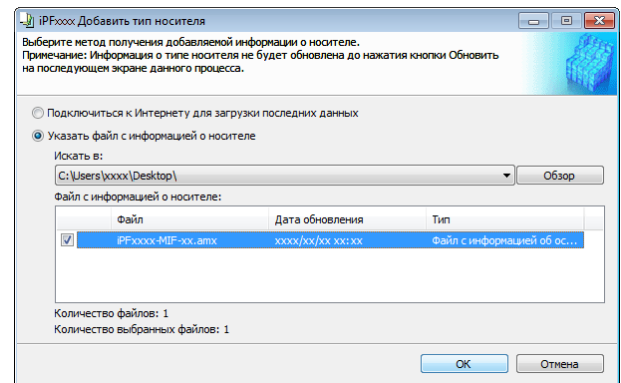 iPFxxxx Добавить тип носителя
Выберите метод получения добавляемой информации о носителе.
Примечание: Информация о типе носителя не будет обновлена до нажатия кнопки Обновить
на последующем экране данного процесса.
Подключиться к Интернету для загрузки последних данных
Указать файл с информацией о носителе
Искать в:
C:\Users\xxxx\Desktop\ Обзор
Файл с информацией о носителе:
Файл Дата обновления Тип
iPFxxxx-MIF-xx.amx xxxx/xx/xx xx:xx Файл с информацией об ос...
Количество файлов: 1
Количество выбранных файлов: 1
OK Отмена